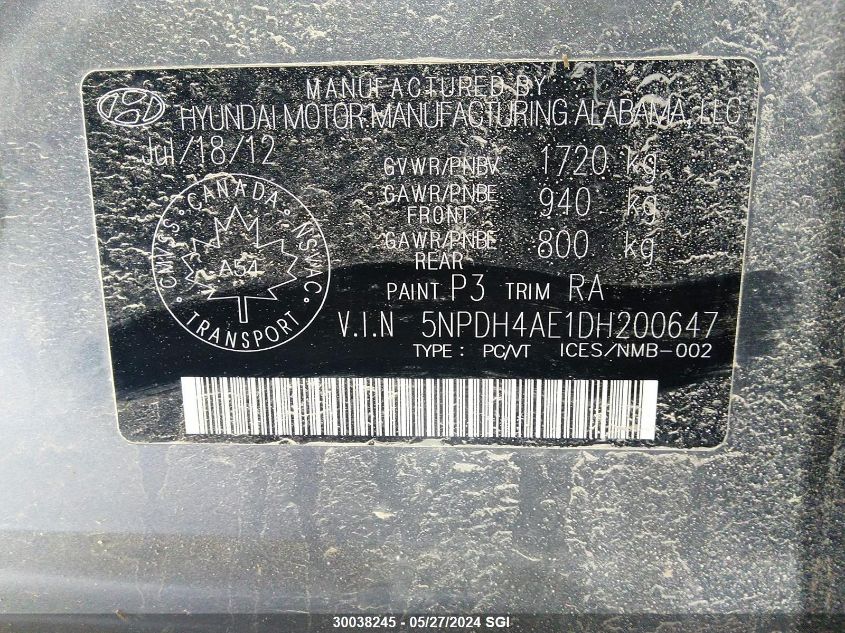 MANUFACTURED BY
HYUNDAI MOTOR MANUFACTURING ALABAMA, LLC
Jul/18/12
GVWR/PNBV 1720 kg
GAWR/PNBE FRONT 940 kg
GAWR/PNBE REAR 800 kg
CANADA
CMVSS · NSVAC
A54
TRANSPORT
PAINT P3 TRIM RA
V.I.N 5NPDH4AE1DH200647
TYPE : PC/VT ICES/NMB-002
30038245 - 05/27/2024 SGI